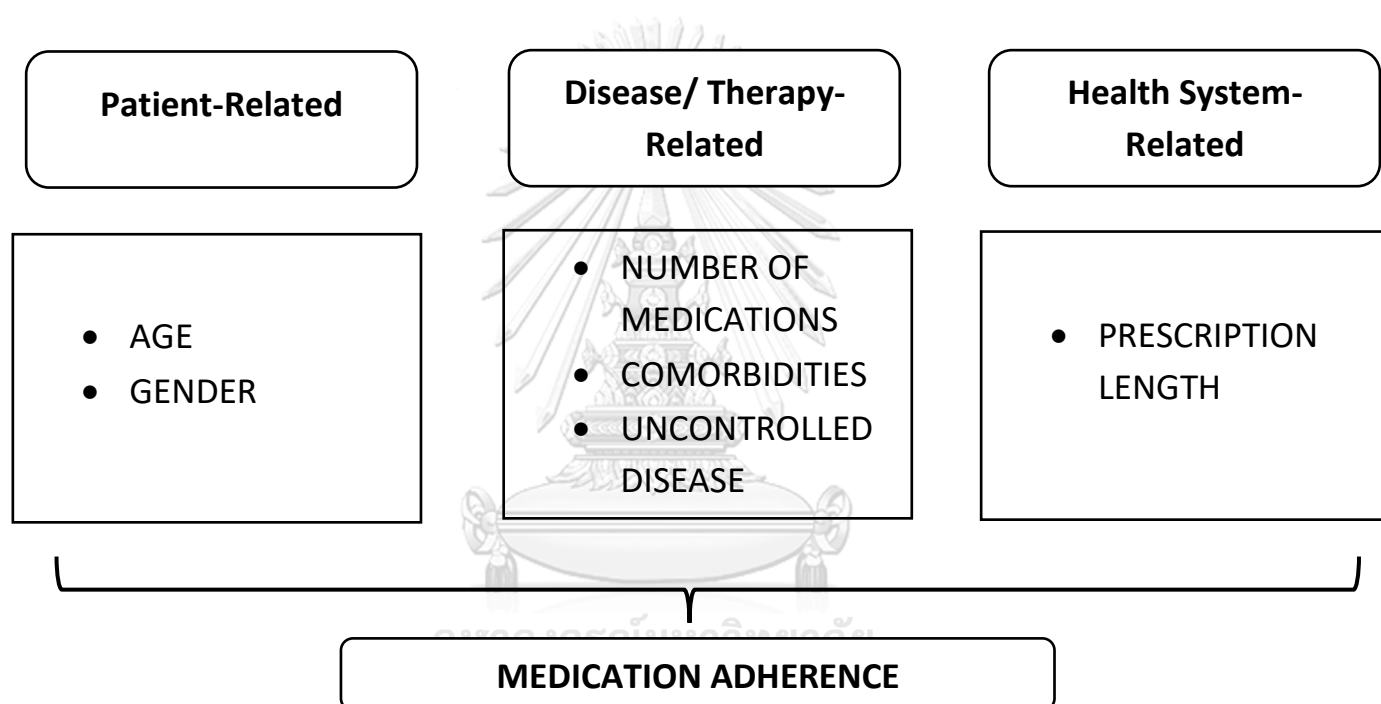 Patient-Related
Disease/ Therapy-
Related
Health System-
Related
• AGE
• GENDER
• NUMBER OF
MEDICATIONS
• COMORBIDITIES
• UNCONTROLLED
DISEASE
• PRESCRIPTION
LENGTH
MEDICATION ADHERENCE